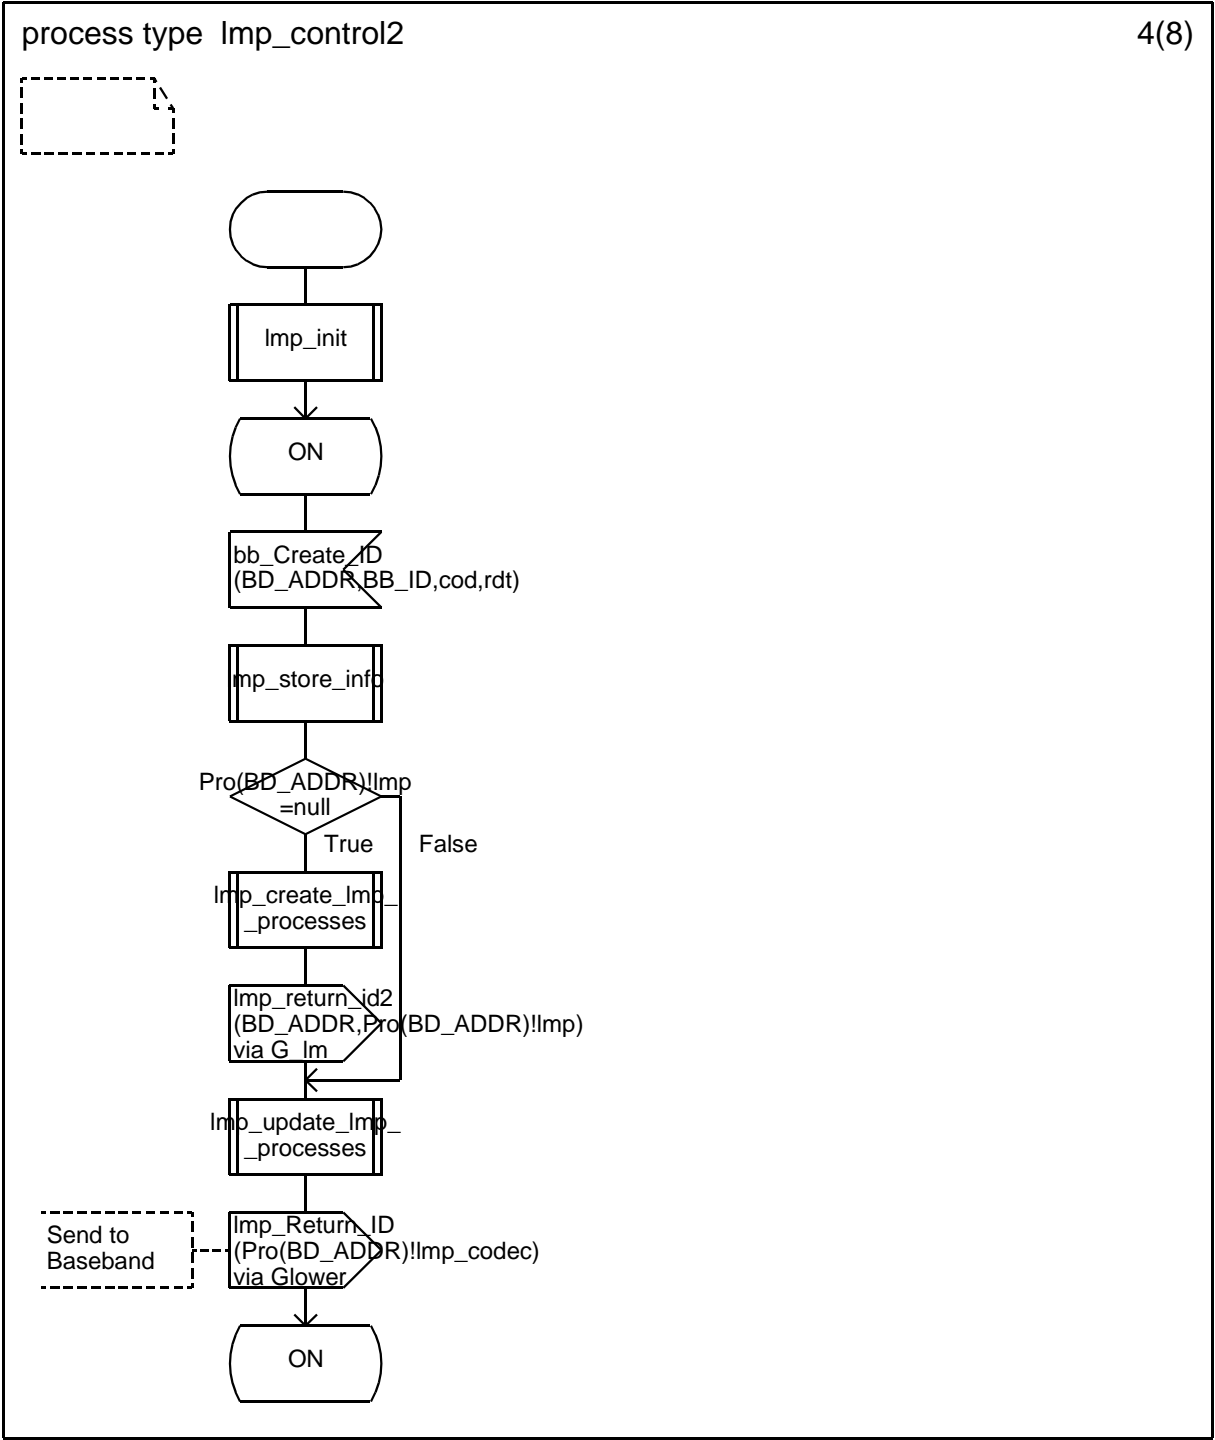 process type lmp_control2
4(8)
lmp_init
ON
bb_Create_ID
(BD_ADDR,BB_ID,cod,rdt)
lmp_store_info
Pro(BD_ADDR)!lmp
=null
True
False
lmp_create_lmp_
_processes
lmp_return_id2
(BD_ADDR,Pro(BD_ADDR)!lmp)
via G_lm
lmp_update_lmp_
_processes
Send to
Baseband
lmp_Return_ID
(Pro(BD_ADDR)!lmp_codec)
via Glower
ON